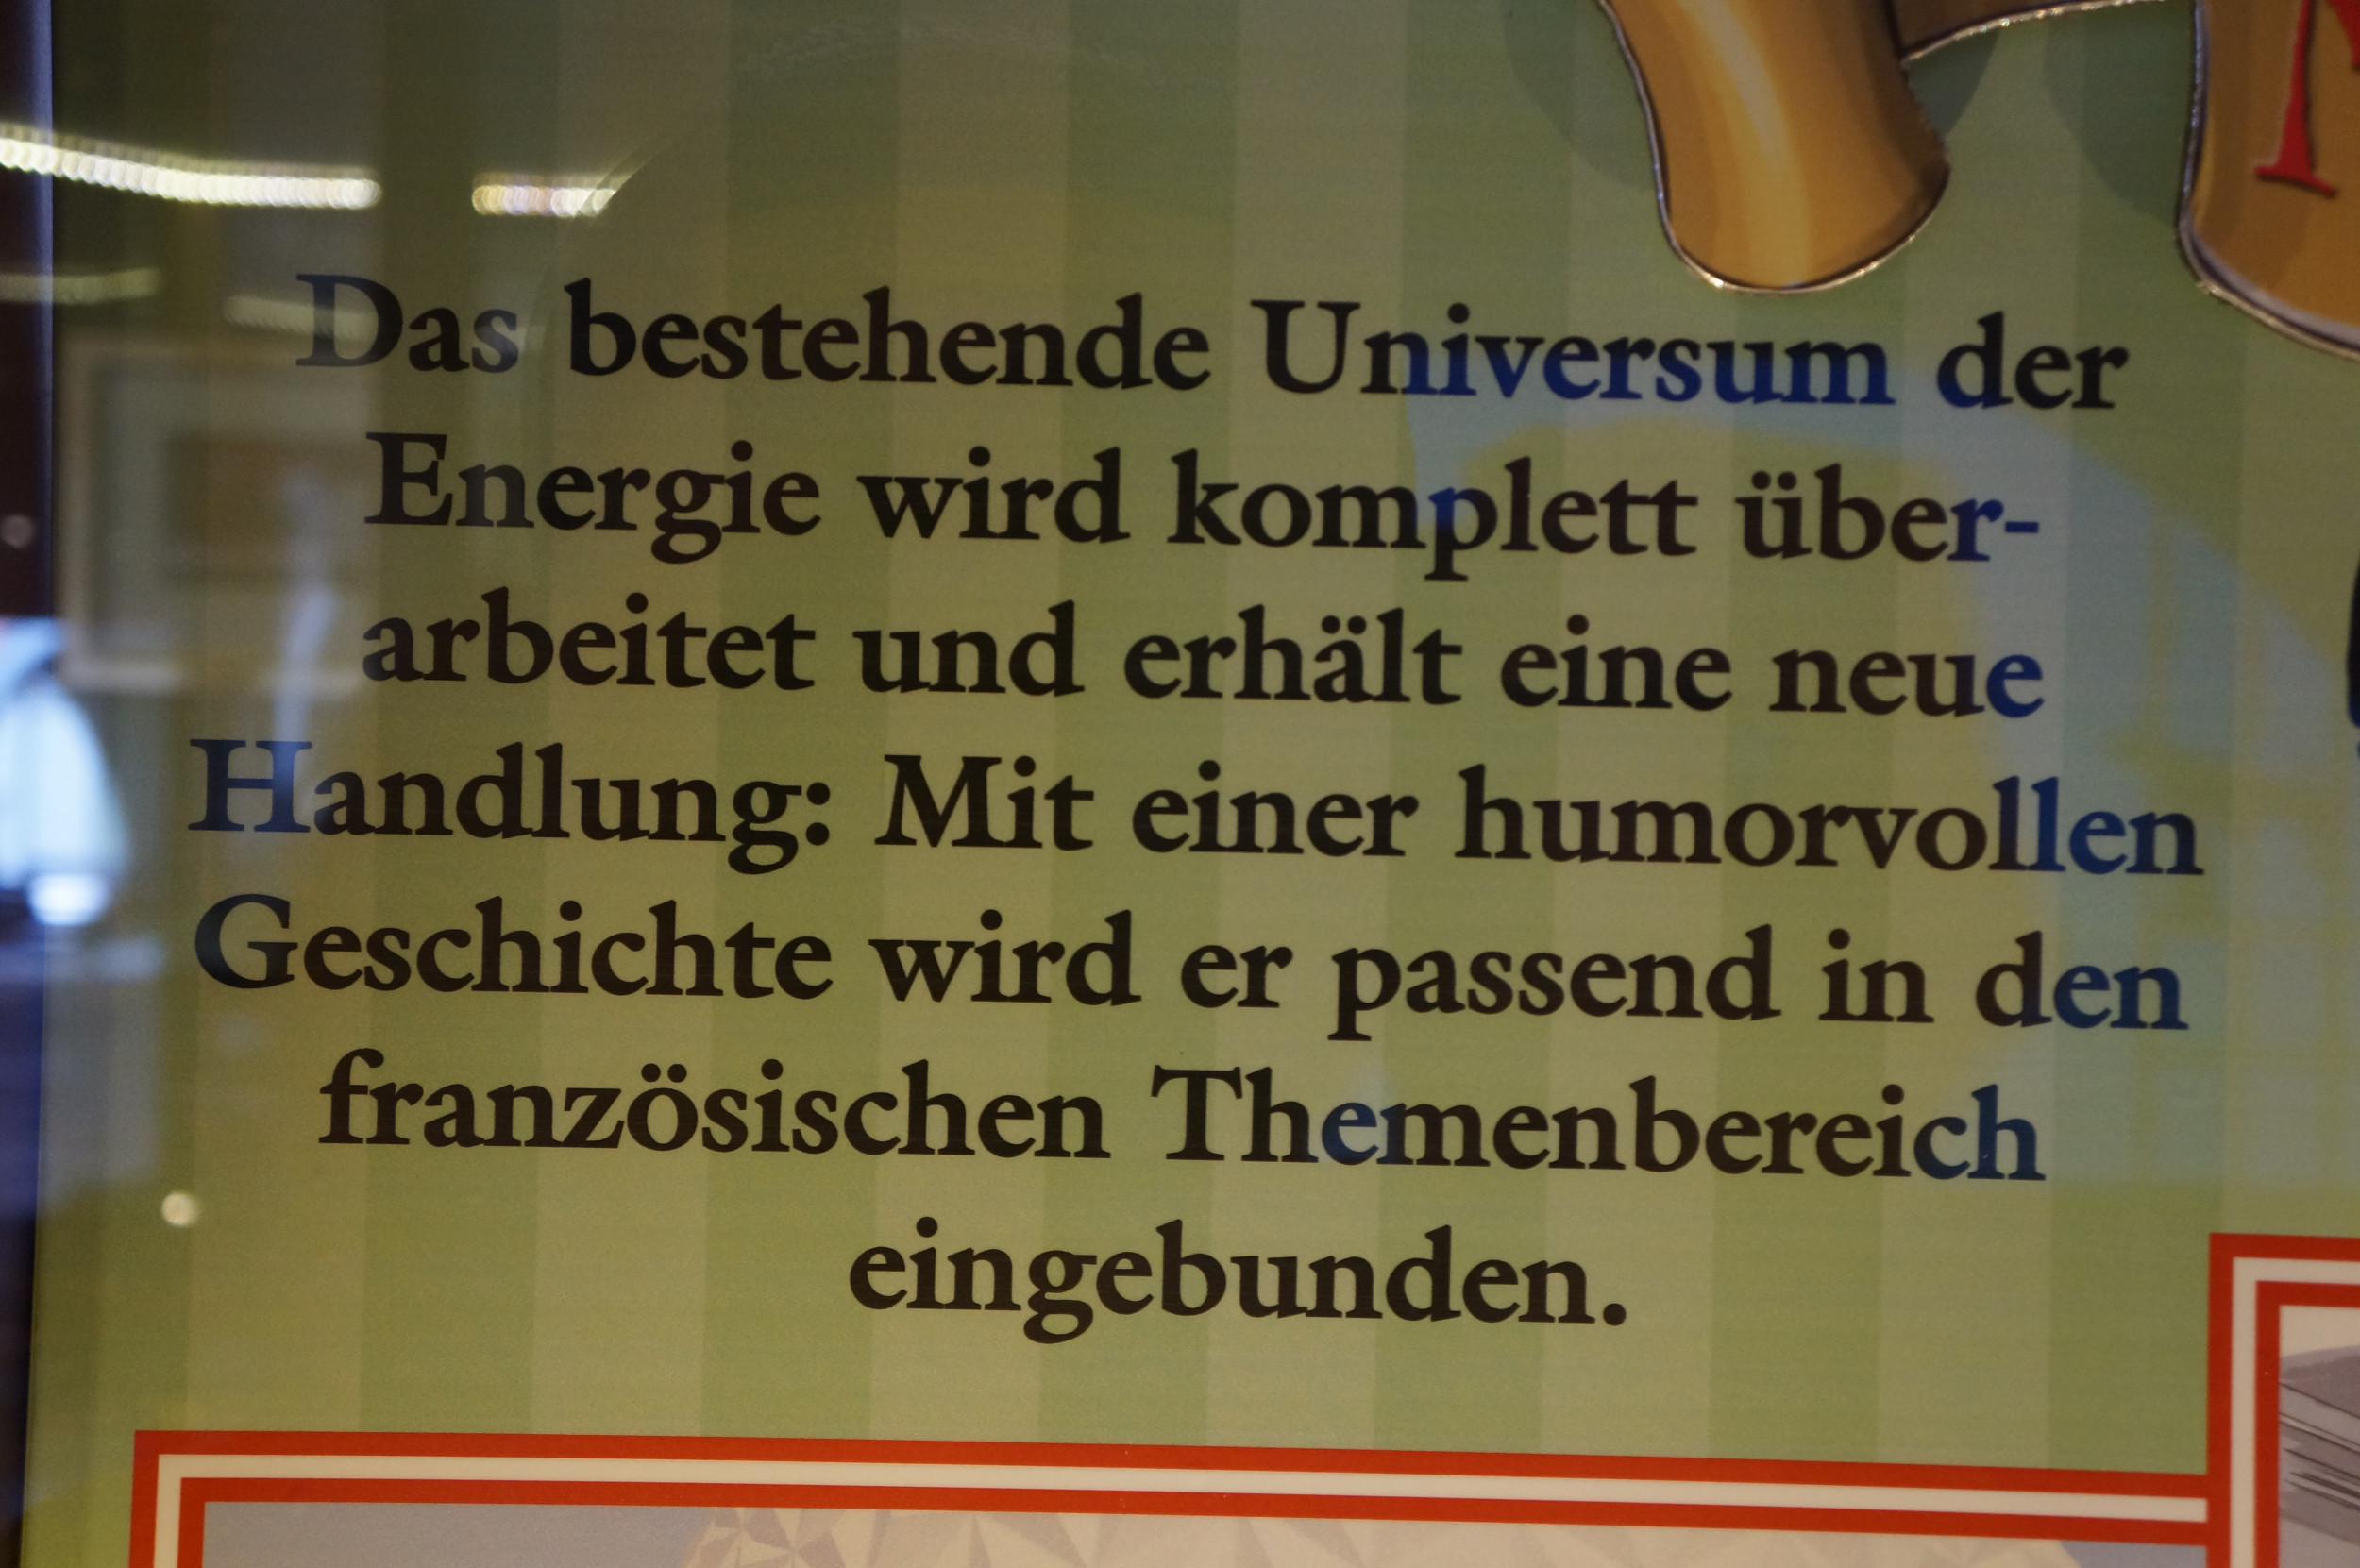 Das bestehende Universum der
Energie wird komplett über-
arbeitet und erhält eine neue
Handlung: Mit einer humorvollen
Geschichte wird er passend in den
französischen Themenbereich
eingebunden.